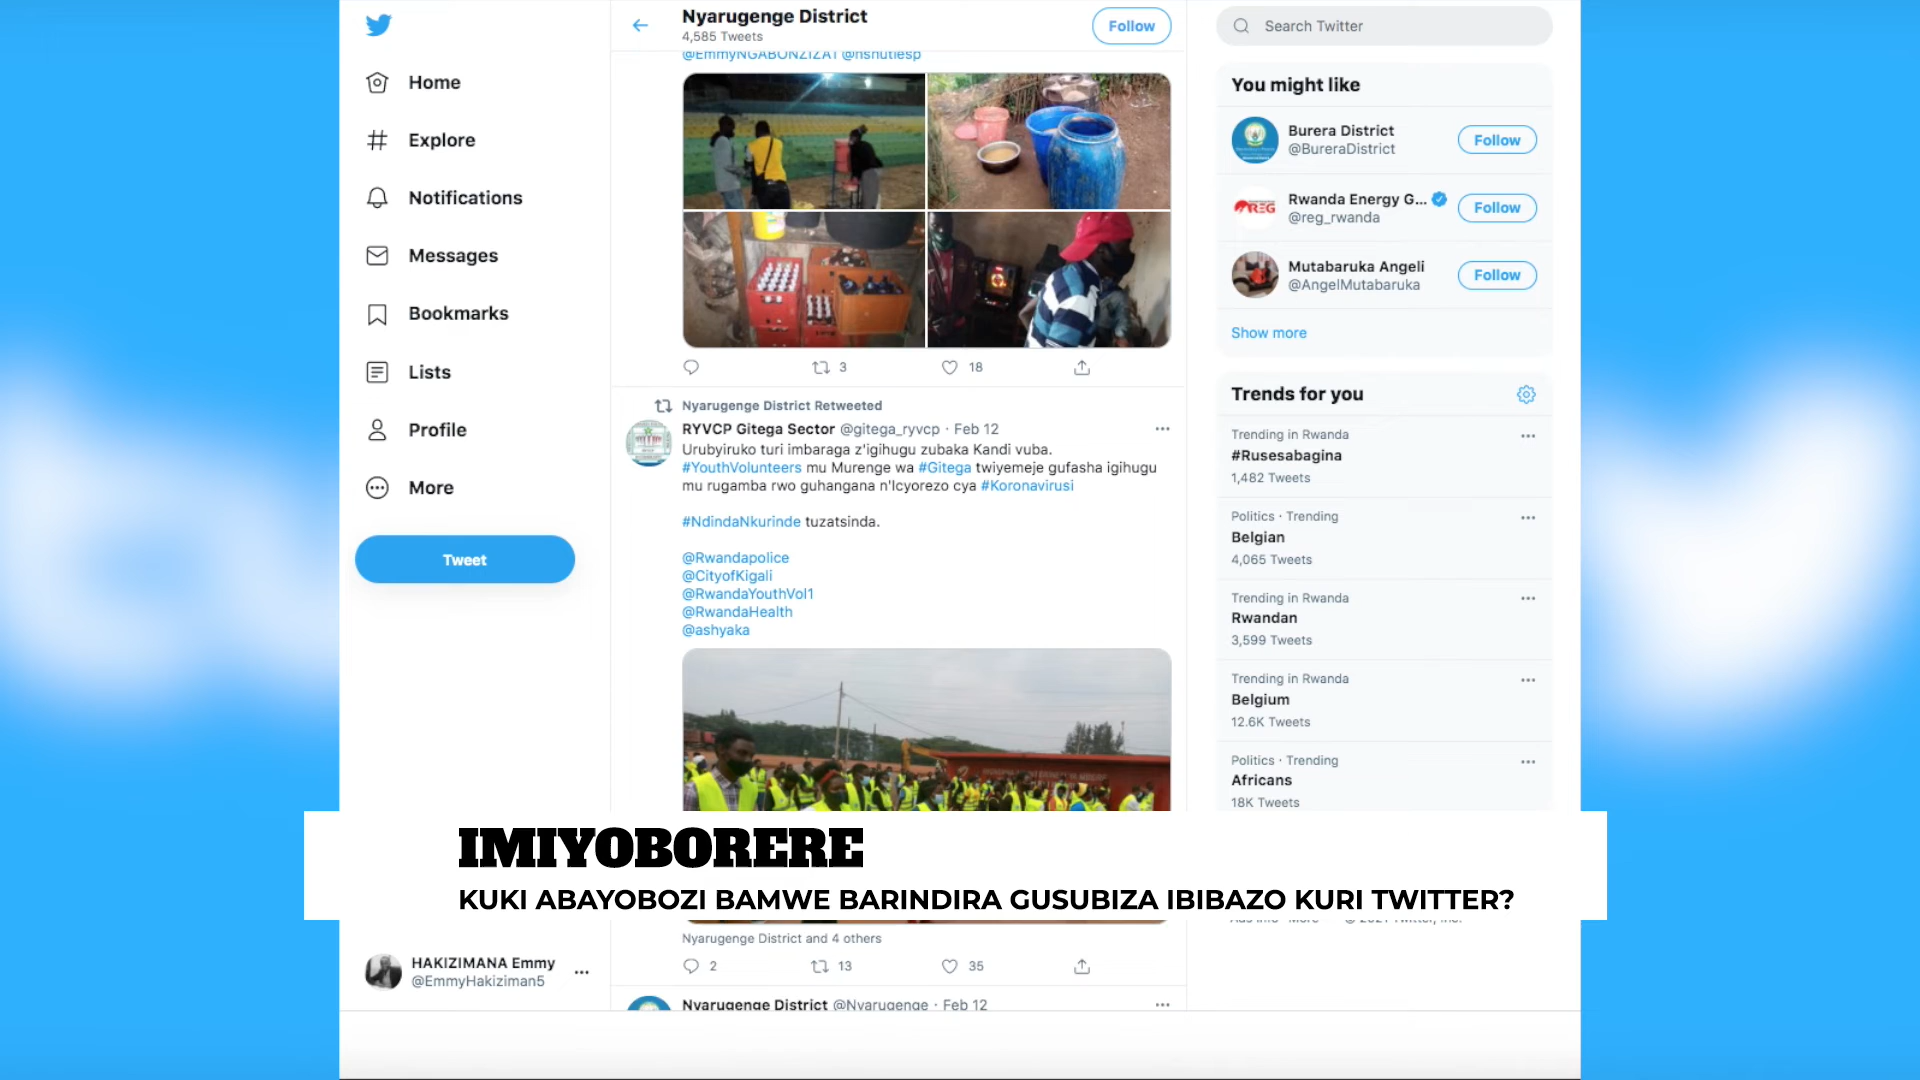 Home
Explore
Notifications
Messages
Bookmarks
Lists
Profile
More
Tweet
HAKIZIMANA Emmy
@EmmyHakiziman5
Nyarugenge District
4,585 Tweets
Follow
@EmmyNGABONZIZA1 @nshutiesp
3 18
Nyarugenge District Retweeted
RYVCP Gitega Sector @gitega_ryvcp · Feb 12
Urubyiruko turi imbaraga z'igihugu zubaka Kandi vuba.
#YouthVolunteers mu Murenge wa #Gitega twiyemeje gufasha igihugu
mu rugamba rwo guhangana n'Icyorezo cya #Koronavirusi
#NdindaNkurinde tuzatsinda.
@Rwandapolice
@CityofKigali
@RwandaYouthVol1
@RwandaHealth
@ashyaka
Nyarugenge District and 4 others
2 13 35
Nyarugenge District @Nyarugenge · Feb 12
Search Twitter
You might like
Burera District
@BureraDistrict
Follow
REG
Rwanda Energy G...
@reg_rwanda
Follow
Mutabaruka Angeli
@AngelMutabaruka
Follow
Show more
Trends for you
Trending in Rwanda
#Rusesabagina
1,482 Tweets
Politics · Trending
Belgian
4,065 Tweets
Trending in Rwanda
Rwandan
3,599 Tweets
Trending in Rwanda
Belgium
12.6K Tweets
Politics · Trending
Africans
18K Tweets
IMIYOBORERE
KUKI ABAYOBOZI BAMWE BARINDIRA GUSUBIZA IBIBAZO KURI TWITTER?